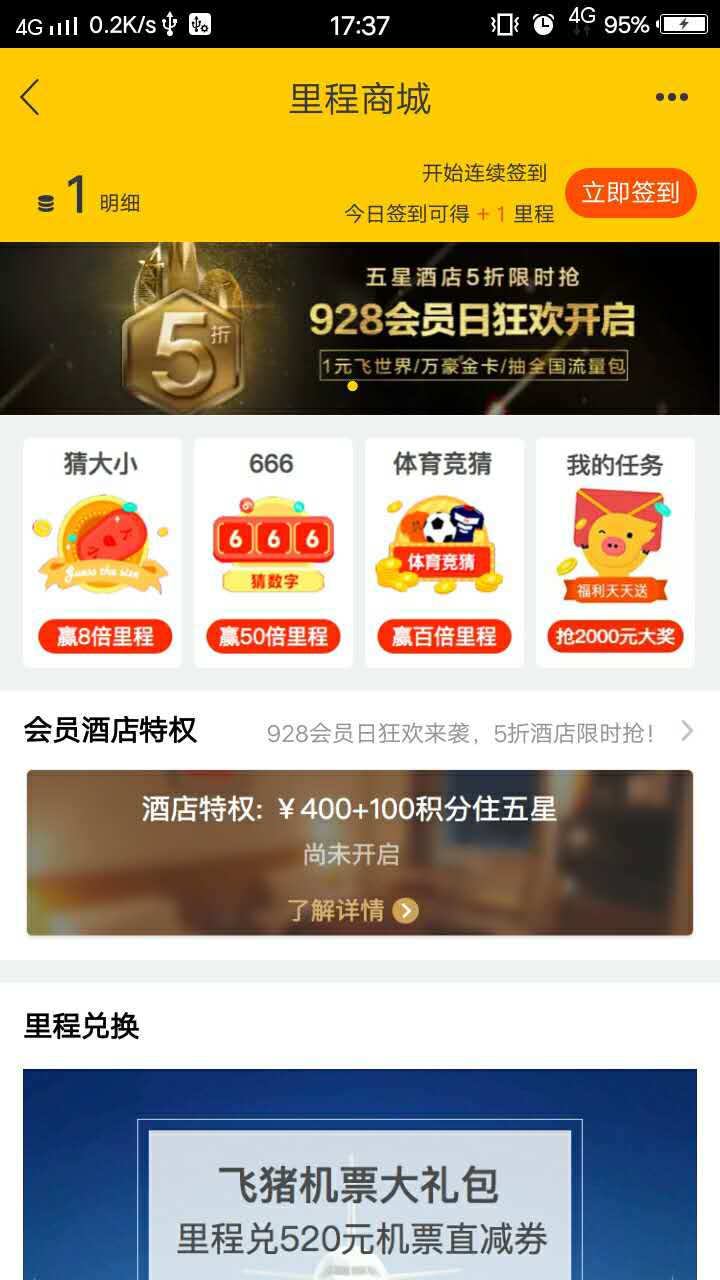 4G 0.2K/s 17:37 4G 95%
里程商城
1 明细
开始连续签到
今日签到可得 + 1 里程
立即签到
五星酒店5折限时抢
5折
928会员日狂欢开启
1元飞世界/万豪金卡/抽全国流量包
猜大小
Guess the size
赢8倍里程
666
6 6 6
猜数字
赢50倍里程
体育竞猜
体育竞猜
赢百倍里程
我的任务
福利天天送
抢2000元大奖
会员酒店特权
928会员日狂欢来袭，5折酒店限时抢！
酒店特权: ￥400+100积分住五星
尚未开启
了解详情
里程兑换
飞猪机票大礼包
里程兑520元机票直减券